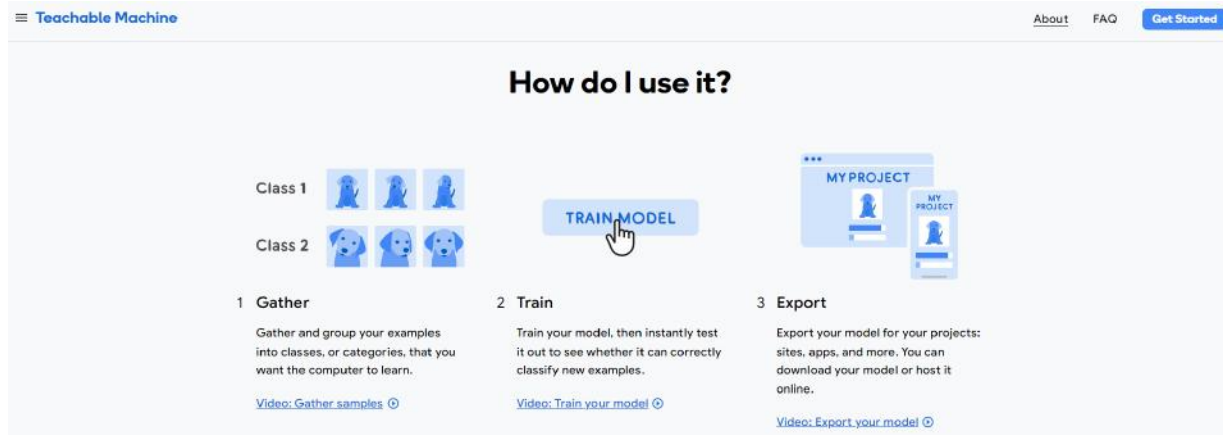 Teachable Machine
About FAQ Get Started
How do I use it?
Class 1
Class 2
TRAIN MODEL
MY PROJECT
MY
PROJECT
1 Gather
Gather and group your examples
into classes, or categories, that you
want the computer to learn.
Video: Gather samples
2 Train
Train your model, then instantly test
it out to see whether it can correctly
classify new examples.
Video: Train your model
3 Export
Export your model for your projects:
sites, apps, and more. You can
download your model or host it
online.
Video: Export your model